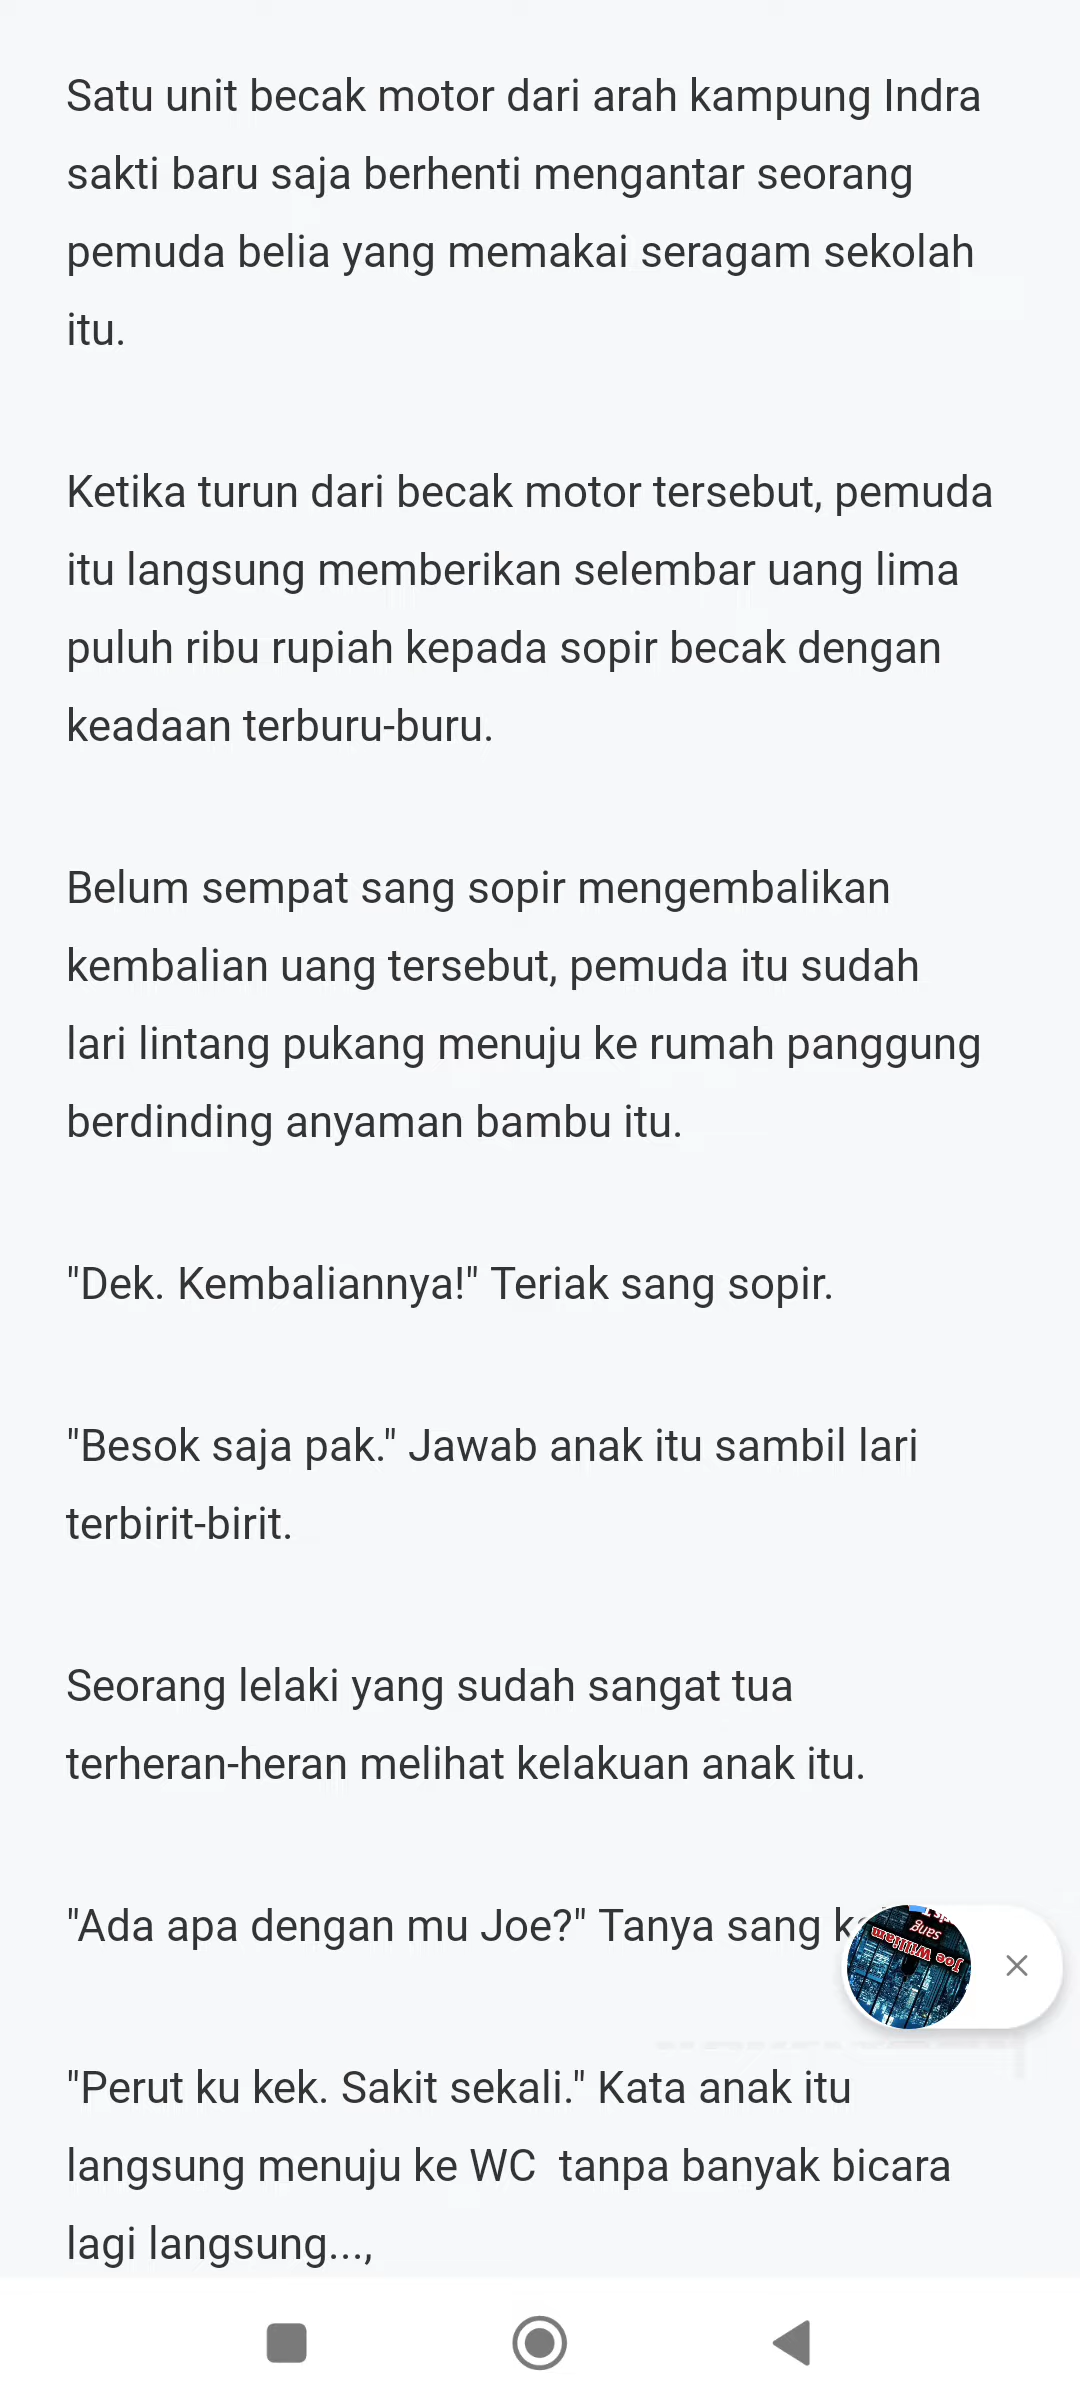 Satu unit becak motor dari arah kampung Indra
sakti baru saja berhenti mengantar seorang
pemuda belia yang memakai seragam sekolah
itu.
Ketika turun dari becak motor tersebut, pemuda
itu langsung memberikan selembar uang lima
puluh ribu rupiah kepada sopir becak dengan
keadaan terburu-buru.
Belum sempat sang sopir mengembalikan
kembalian uang tersebut, pemuda itu sudah
lari lintang pukang menuju ke rumah panggung
berdinding anyaman bambu itu.
"Dek. Kembaliannya!" Teriak sang sopir.
"Besok saja pak." Jawab anak itu sambil lari
terbirit-birit.
Seorang lelaki yang sudah sangat tua
terheran-heran melihat kelakuan anak itu.
"Ada apa dengan mu Joe?" Tanya sang
Joe William
sang
"Perut ku kek. Sakit sekali." Kata anak itu
langsung menuju ke WC  tanpa banyak bicara
lagi langsung...,